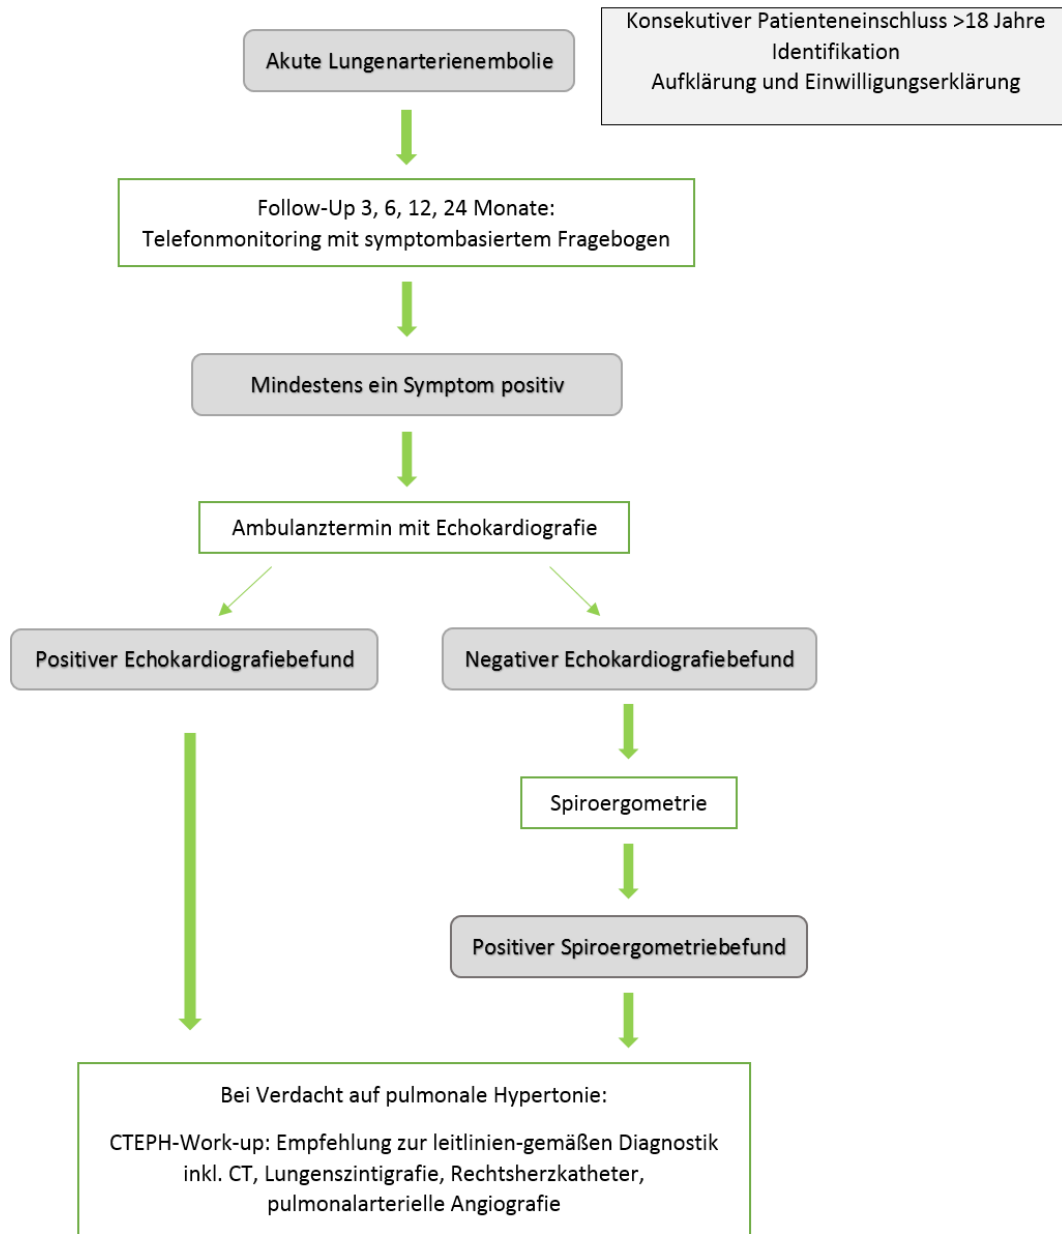 Konsekutiver Patienteneinschluss >18 Jahre
Identifikation
Aufklärung und Einwilligungserklärung
Akute Lungenarterienembolie
Follow-Up 3, 6, 12, 24 Monate:
Telefonmonitoring mit symptombasiertem Fragebogen
Mindestens ein Symptom positiv
Ambulanztermin mit Echokardiografie
Positiver Echokardiografiebefund
Negativer Echokardiografiebefund
Spiroergometrie
Positiver Spiroergometriebefund
Bei Verdacht auf pulmonale Hypertonie:
CTEPH-Work-up: Empfehlung zur leitlinien-gemäßen Diagnostik
inkl. CT, Lungenszintigrafie, Rechtsherzkatheter,
pulmonalarterielle Angiografie